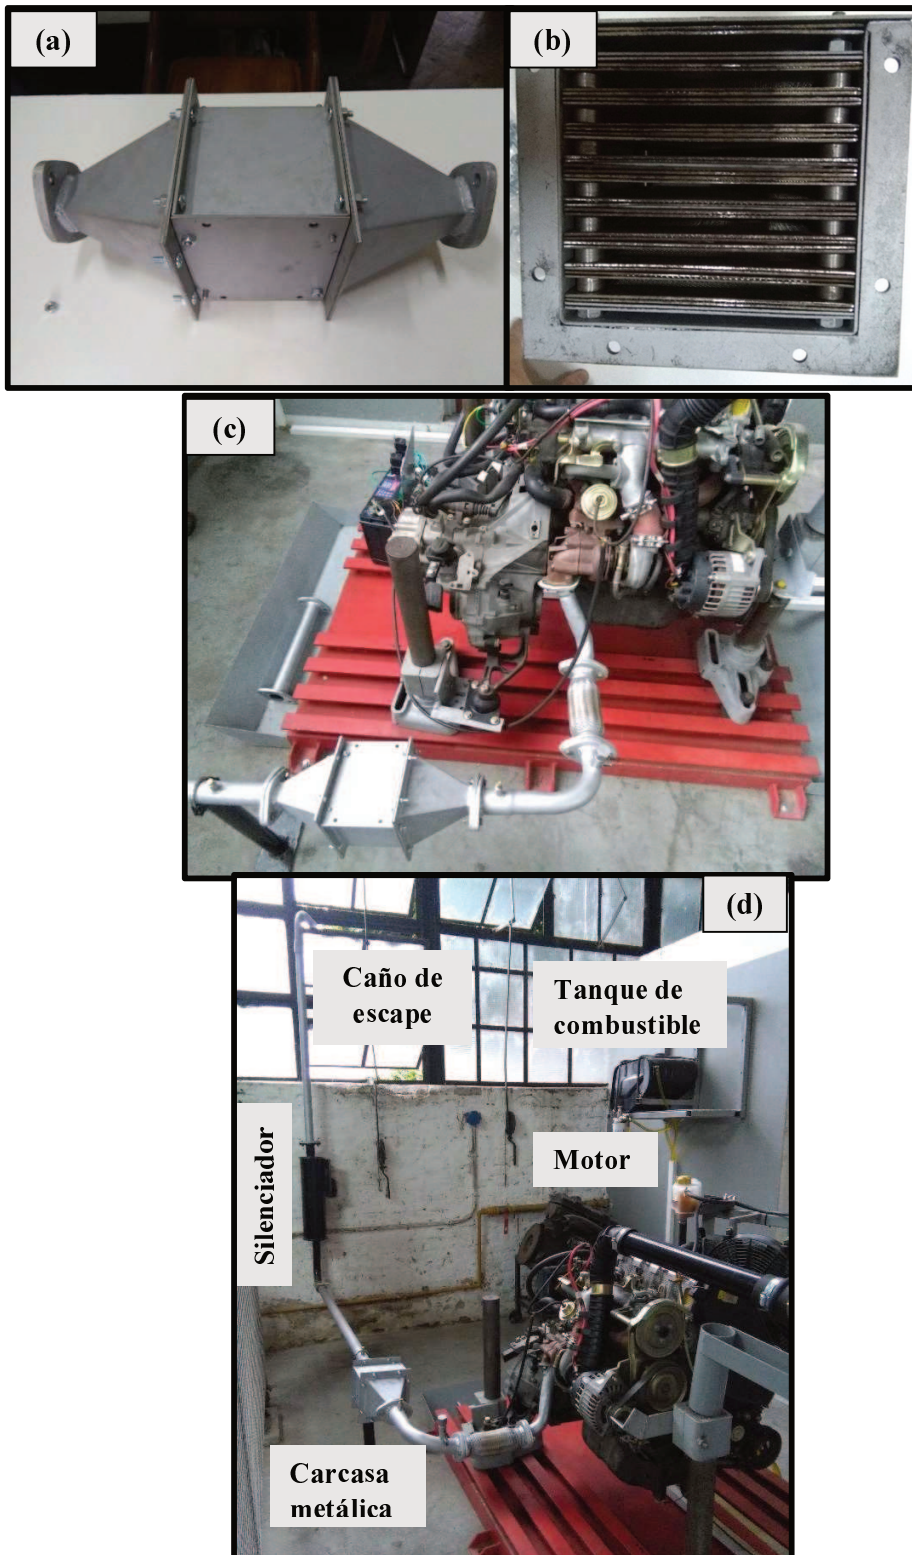 (a)
(b)
(c)
(d)
Caño de
escape
Tanque de
combustible
Silenciador
Motor
Carcasa
metálica